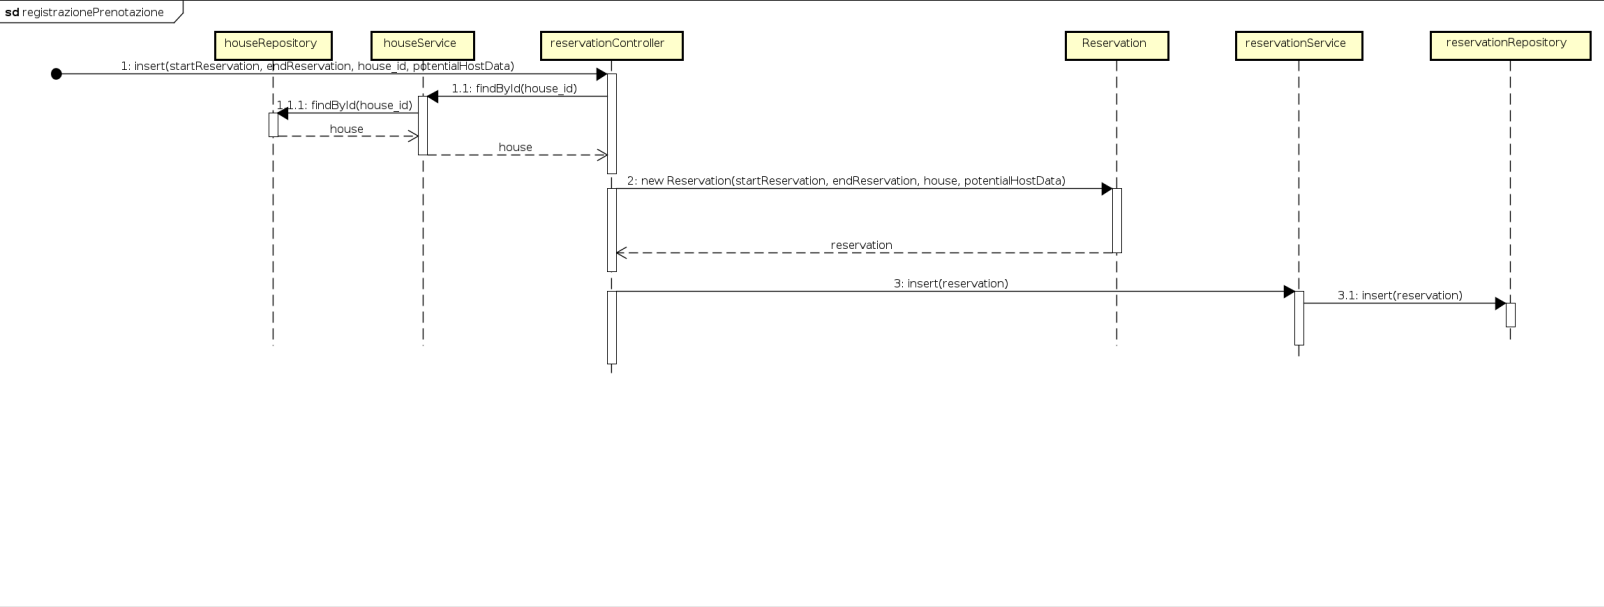 sd registrazionePrenotazione
houseRepository
houseService
reservationController
Reservation
reservationService
reservationRepository
1: insert(startReservation, endReservation, house_id, potentialHostData)
1.1: findById(house_id)
1.1.1: findById(house_id)
house
house
2: new Reservation(startReservation, endReservation, house, potentialHostData)
reservation
3: insert(reservation)
3.1: insert(reservation)